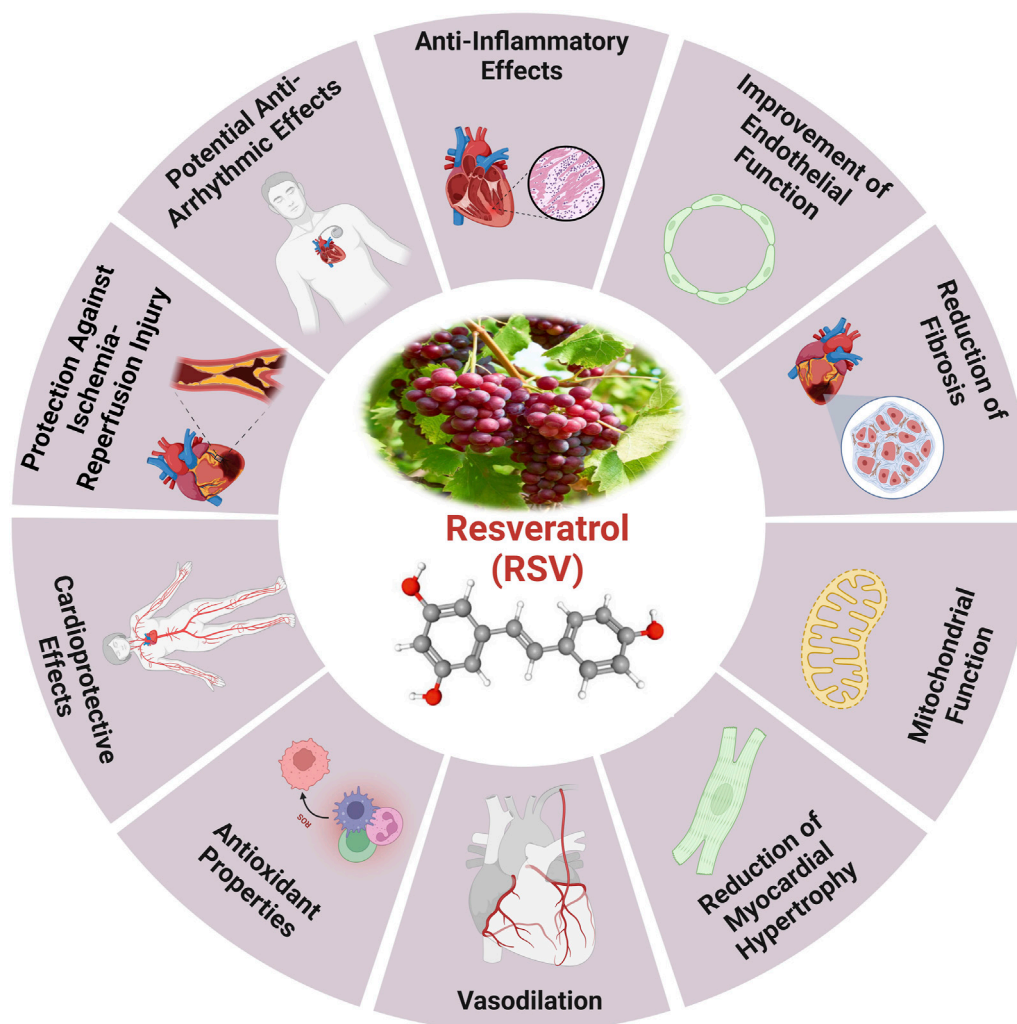 Anti-Inflammatory
Effects
Improvement of
Endothelial
Function
Reduction of
Fibrosis
Mitochondrial
Function
Reduction of
Myocardial
Hypertrophy
Vasodilation
Antioxidant
Properties
ROS
Cardioprotective
Effects
Protection Against
Ischemia-
Reperfusion Injury
Potential Anti-
Arrhythmic Effects
Resveratrol
(RSV)